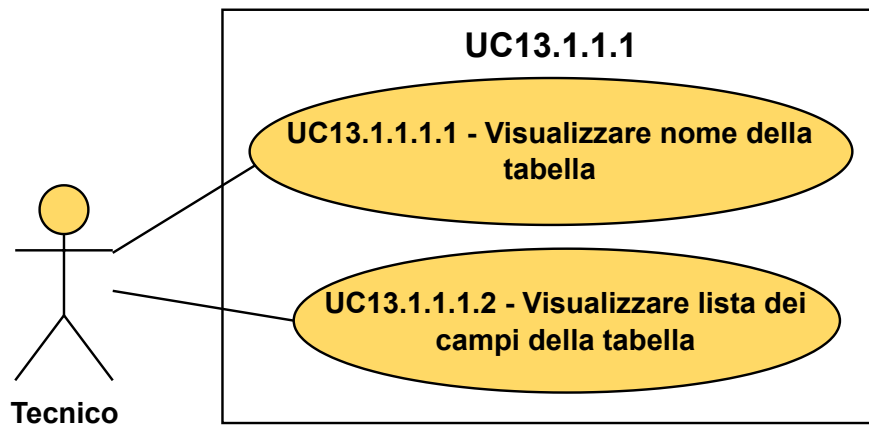 UC13.1.1.1
UC13.1.1.1.1 - Visualizzare nome della
tabella
UC13.1.1.1.2 - Visualizzare lista dei
campi della tabella
Tecnico